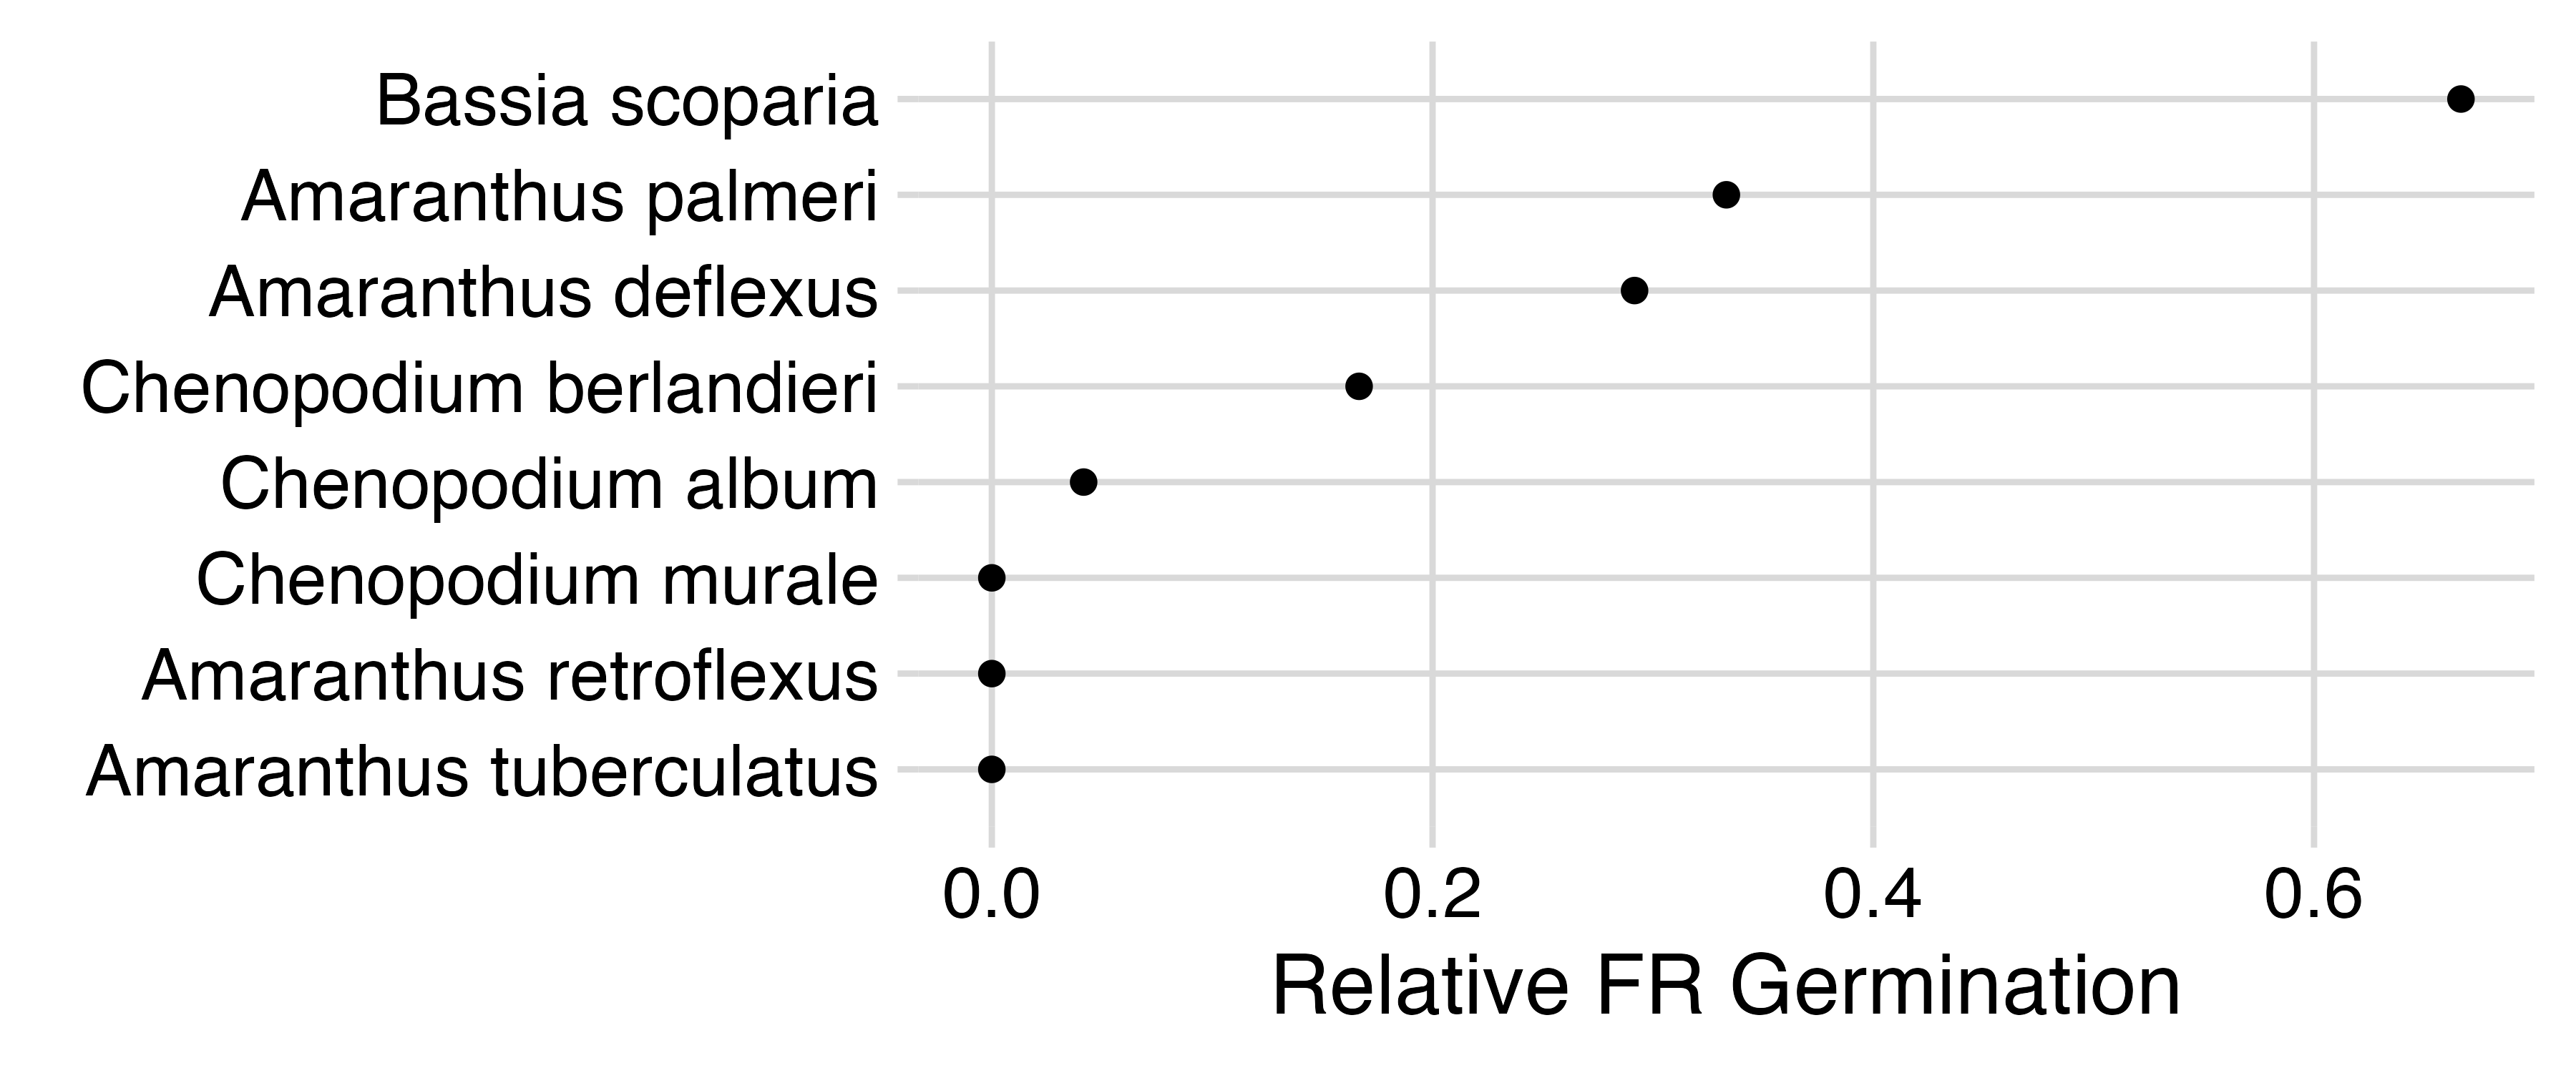 Bassia scoparia
Amaranthus palmeri
Amaranthus deflexus
Chenopodium berlandieri
Chenopodium album
Chenopodium murale
Amaranthus retroflexus
Amaranthus tuberculatus
0.0 0.2 0.4 0.6
Relative FR Germination